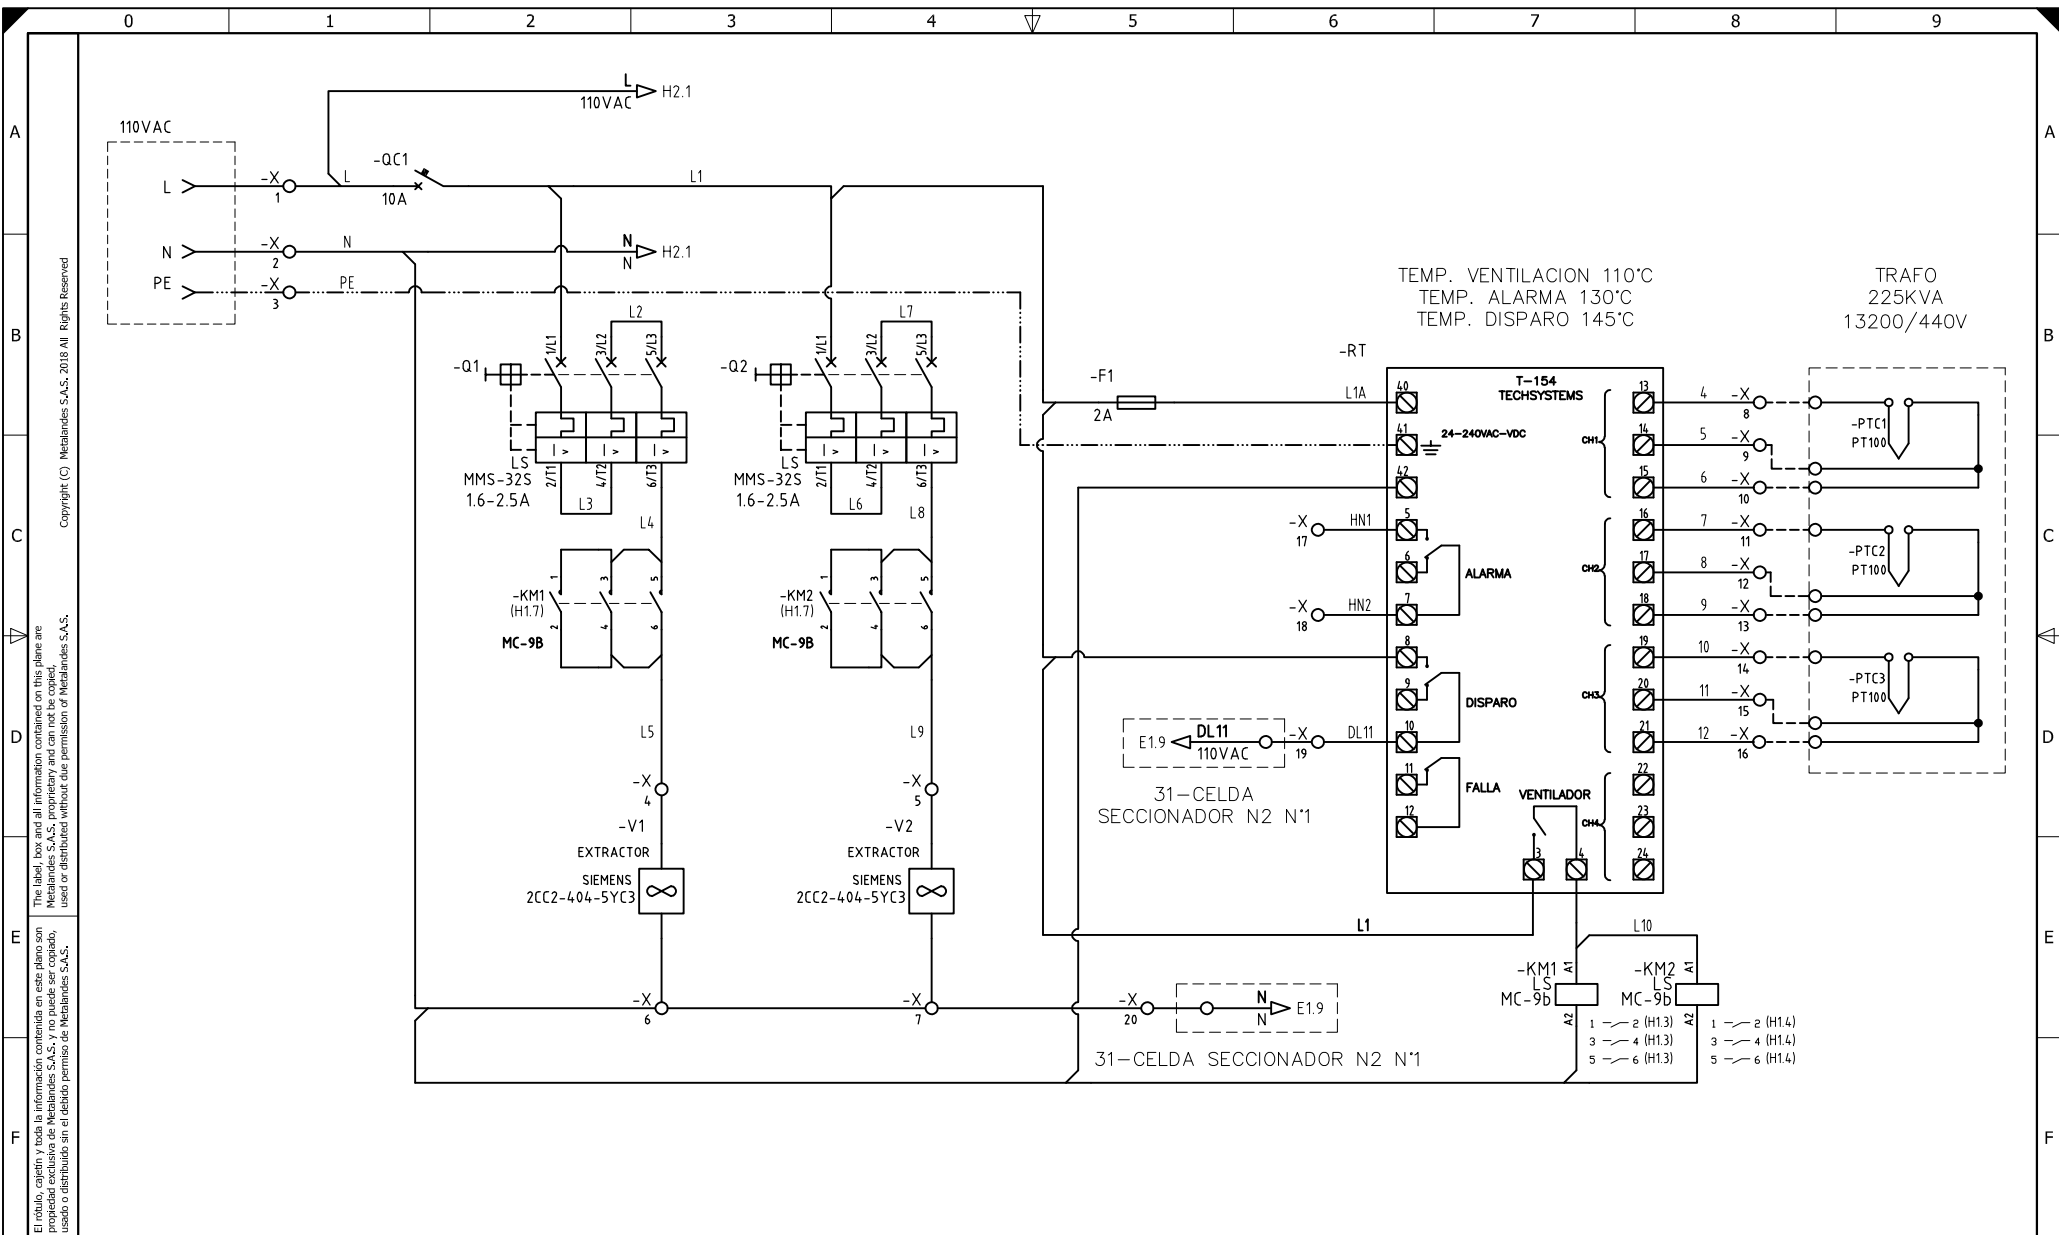 0 1 2 3 4 5 6 7 8 9
A
B
C
D
E
F
A
B
C
D
E
F
Copyright (C) Metalandes S.A.S. 2018 All Rights Reserved
The label, box and all information contained on this plane are
Metalandes S.A.S. proprietary and can not be copied,
used or distributed without due permission of Metalandes S.A.S.
El rótulo, cajetín y toda la información contenida en este plano son
propiedad exclusiva de Metalandes S.A.S. y no puede ser copiado,
usado o distribuido sin el debido permiso de Metalandes S.A.S.
110VAC
L
N
PE
-X
1
-X
2
-X
3
L
N
PE
L
110VAC
H2.1
-QC1
10A
L1
N
N
H2.1
-Q1
1/L1
3/L2
5/L3
L2
I >
I >
I >
LS
MMS-32S
1.6-2.5A
2/T1
4/T2
6/T3
L3
L4
-KM1
(H1.7)
MC-9B
1
3
5
2
4
6
L5
-X
4
-V1
EXTRACTOR
SIEMENS
2CC2-404-5YC3
-X
6
-Q2
1/L1
3/L2
5/L3
L7
I >
I >
I >
LS
MMS-32S
1.6-2.5A
2/T1
4/T2
6/T3
L6
L8
-KM2
(H1.7)
MC-9B
1
3
5
2
4
6
L9
-X
5
-V2
EXTRACTOR
SIEMENS
2CC2-404-5YC3
-X
7
-F1
2A
L1A
-RT
TEMP. VENTILACION 110°C
TEMP. ALARMA 130°C
TEMP. DISPARO 145°C
T-154
TECHSYSTEMS
24-240VAC-VDC
40
41
42
5
6
7
8
9
10
11
12
ALARMA
DISPARO
FALLA
VENTILADOR
3
4
CH1
CH2
CH3
CH4
13
14
15
16
17
18
19
20
21
22
23
24
-X
17
HN1
-X
18
HN2
E1.9
DL11
110VAC
-X
19
DL11
31-CELDA
SECCIONADOR N2 N°1
4 -X
8
5 -X
9
6 -X
10
7 -X
11
8 -X
12
9 -X
13
10 -X
14
11 -X
15
12 -X
16
TRAFO
225KVA
13200/440V
-PTC1
PT100
-PTC2
PT100
-PTC3
PT100
L1
L10
-X
20
N
N
E1.9
31-CELDA SECCIONADOR N2 N°1
-KM1
LS
MC-9b
A1
A2
1 2 (H1.3)
3 4 (H1.3)
5 6 (H1.3)
-KM2
LS
MC-9b
A1
A2
1 2 (H1.4)
3 4 (H1.4)
5 6 (H1.4)